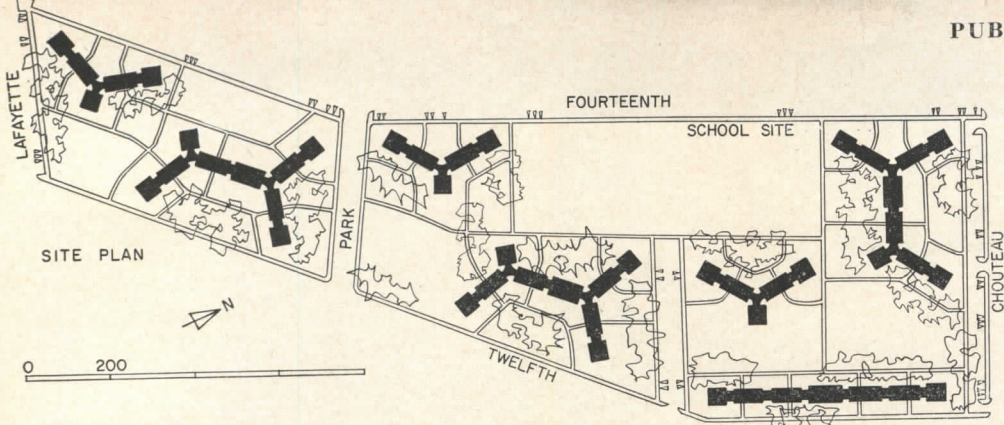 PUB
LAFAYETTE
FOURTEENTH
SCHOOL SITE
PARK
CHOUTEAU
SITE PLAN
N
0 200
TWELFTH